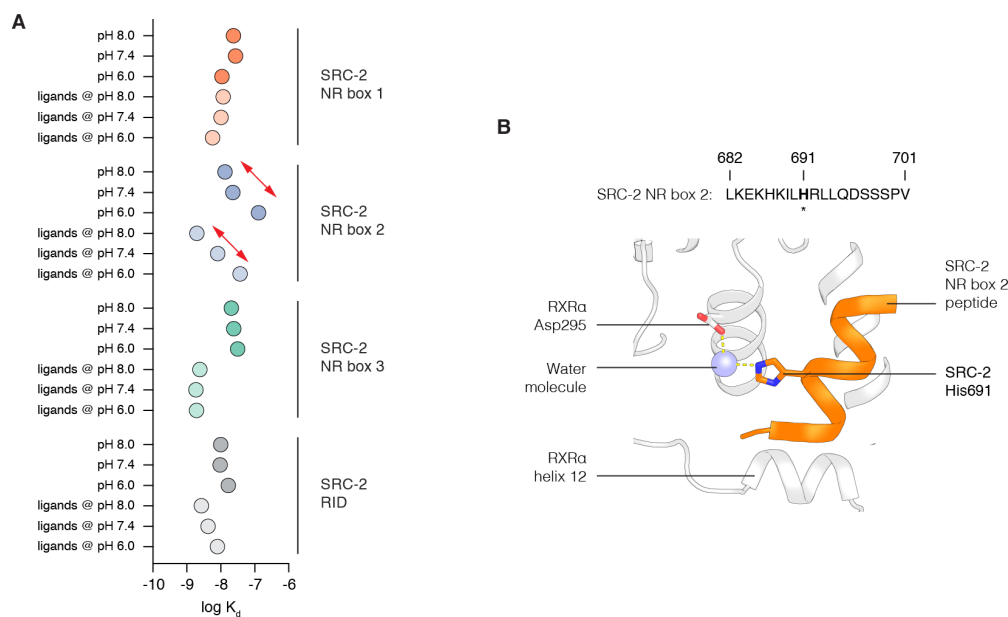 A
pH 8.0
pH 7.4
pH 6.0
ligands @ pH 8.0
ligands @ pH 7.4
ligands @ pH 6.0
SRC-2
NR box 1
pH 8.0
pH 7.4
pH 6.0
ligands @ pH 8.0
ligands @ pH 7.4
ligands @ pH 6.0
SRC-2
NR box 2
pH 8.0
pH 7.4
pH 6.0
ligands @ pH 8.0
ligands @ pH 7.4
ligands @ pH 6.0
SRC-2
NR box 3
pH 8.0
pH 7.4
pH 6.0
ligands @ pH 8.0
ligands @ pH 7.4
ligands @ pH 6.0
SRC-2
RID
-10 -9 -8 -7 -6
log Kd
B
682 691 701
SRC-2 NR box 2: LKEKHKILHRLLQDSSSPV
*
RXRα
Asp295
Water
molecule
RXRα
helix 12
SRC-2
NR box 2
peptide
SRC-2
His691